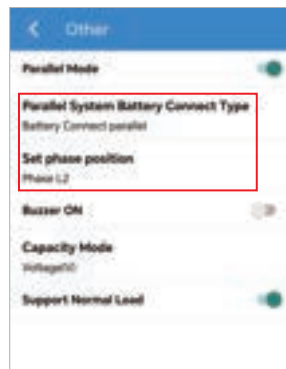 Other
Parallel Mode
Parallel System Battery Connect Type
Battery Connect parallel
Set phase position
Phase L2
Buzzer ON
Capacity Mode
Support Normal Load